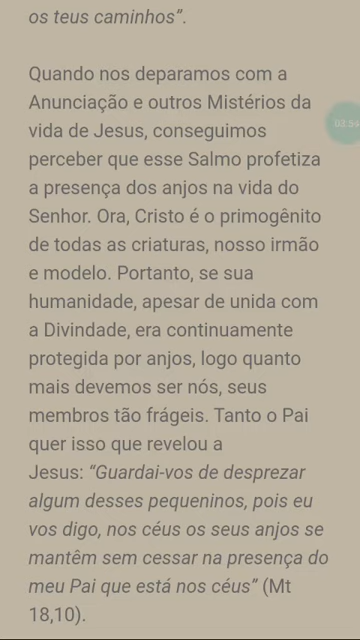 os teus caminhos”.
Quando nos deparamos com a
Anunciação e outros Mistérios da
vida de Jesus, conseguimos
perceber que esse Salmo profetiza
a presença dos anjos na vida do
Senhor. Ora, Cristo é o primogênito
de todas as criaturas, nosso irmão
e modelo. Portanto, se sua
humanidade, apesar de unida com
a Divindade, era continuamente
protegida por anjos, logo quanto
mais devemos ser nós, seus
membros tão frágeis. Tanto o Pai
quer isso que revelou a
Jesus: “Guardai-vos de desprezar
algum desses pequeninos, pois eu
vos digo, nos céus os seus anjos se
mantêm sem cessar na presença do
meu Pai que está nos céus” (Mt
18,10).